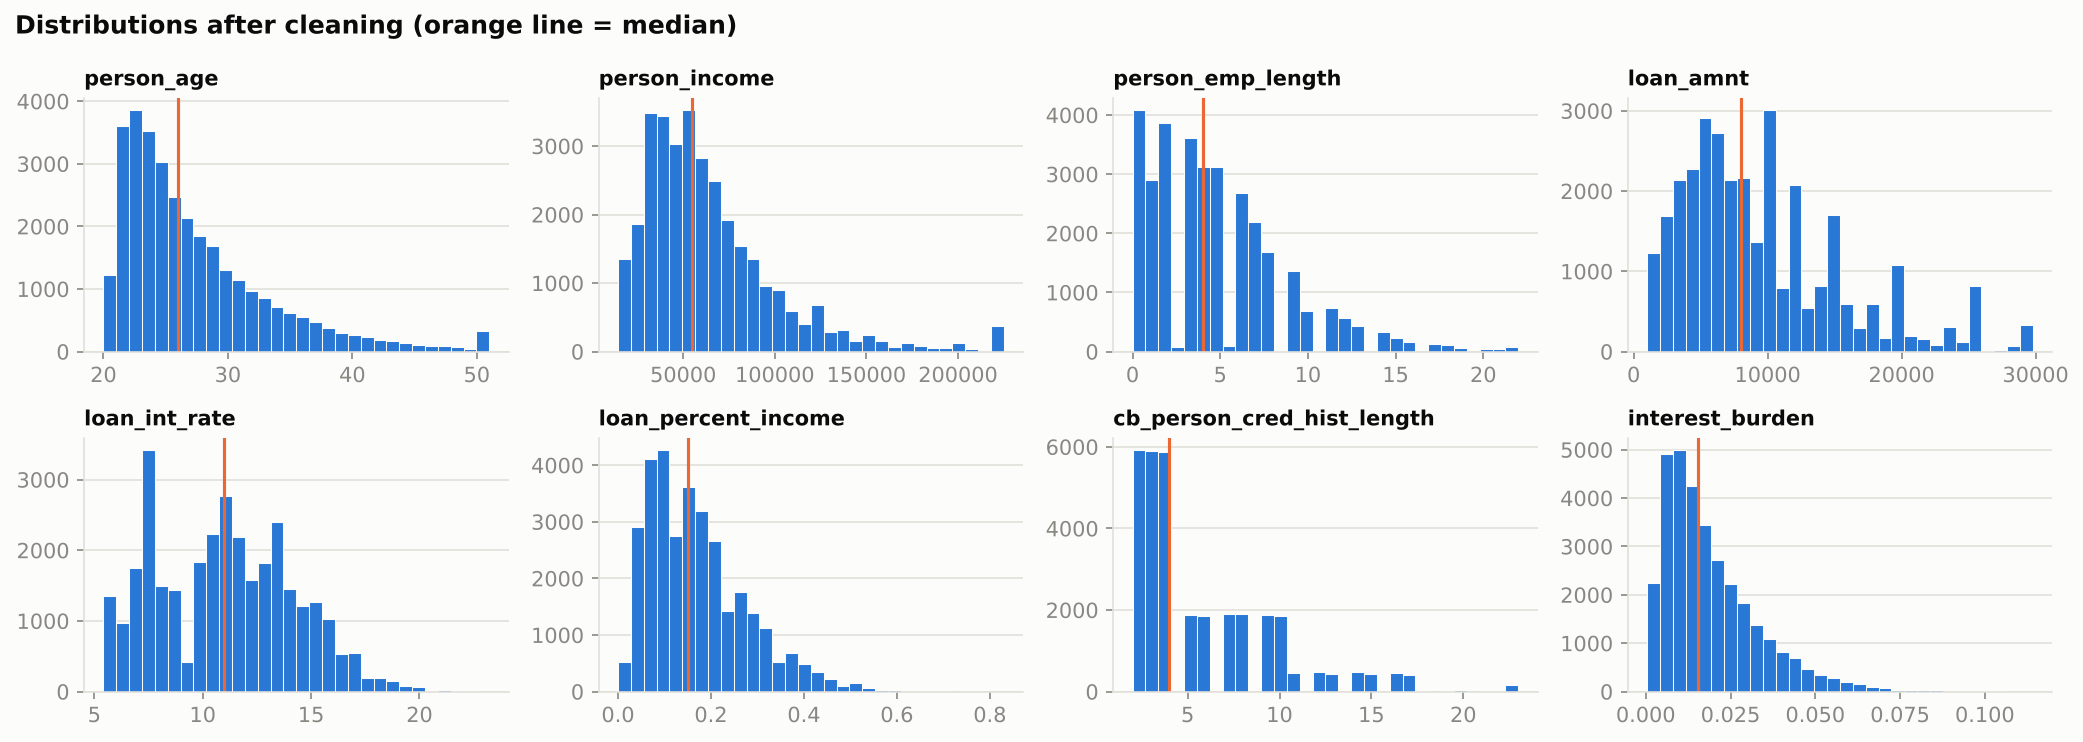 Distributions after cleaning (orange line = median)
person_age
4000
3000
2000
1000
0
20 30 40 50
person_income
3000
2000
1000
0
50000 100000 150000 200000
person_emp_length
4000
3000
2000
1000
0
0 5 10 15 20
loan_amnt
3000
2000
1000
0
0 10000 20000 30000
loan_int_rate
3000
2000
1000
0
5 10 15 20
loan_percent_income
4000
3000
2000
1000
0
0.0 0.2 0.4 0.6 0.8
cb_person_cred_hist_length
6000
4000
2000
0
5 10 15 20
interest_burden
5000
4000
3000
2000
1000
0
0.000 0.025 0.050 0.075 0.100